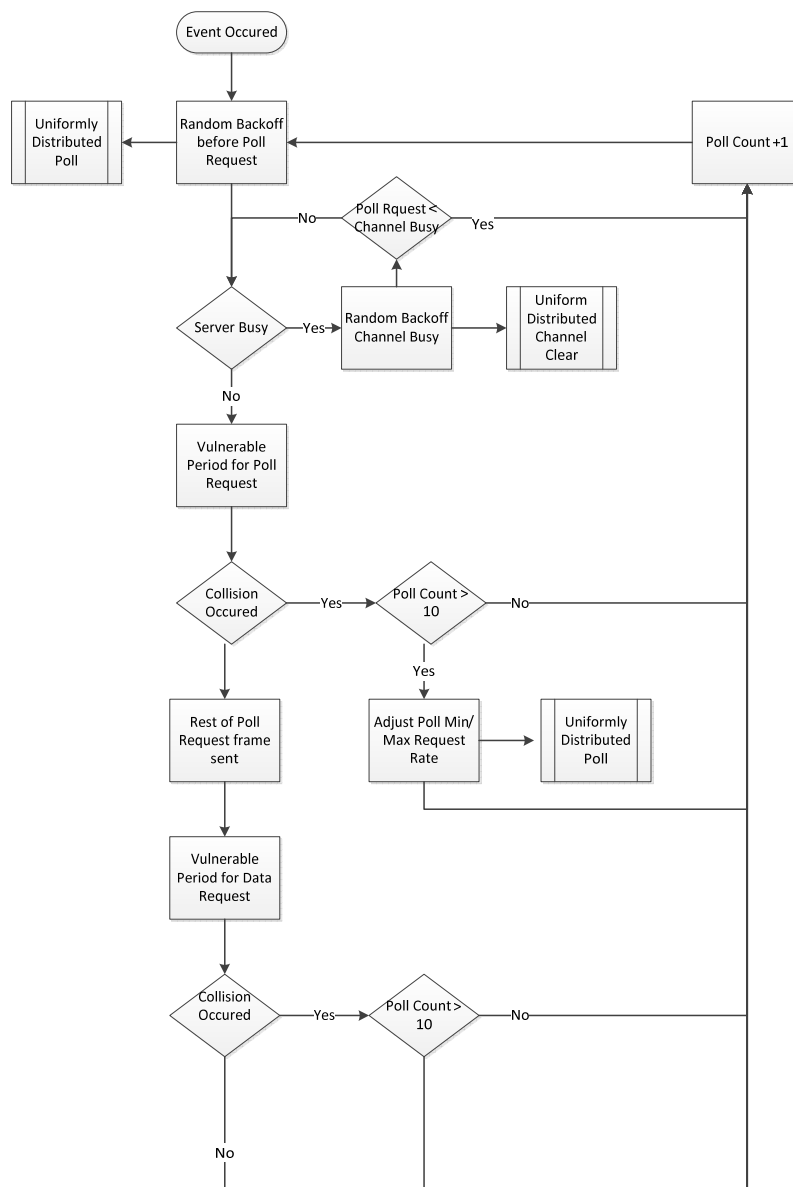 Event Occured
Uniformly
Distributed
Poll
Random Backoff
before Poll
Request
Poll Count +1
No
Poll Rquest <
Channel Busy
Yes
Server Busy
Yes
Random Backoff
Channel Busy
Uniform
Distributed
Channel
Clear
No
Vulnerable
Period for Poll
Request
Collision
Occured
Yes
Poll Count >
10
No
Yes
Rest of Poll
Request frame
sent
Adjust Poll Min/
Max Request
Rate
Uniformly
Distributed
Poll
Vulnerable
Period for Data
Request
Collision
Occured
Yes
Poll Count >
10
No
No